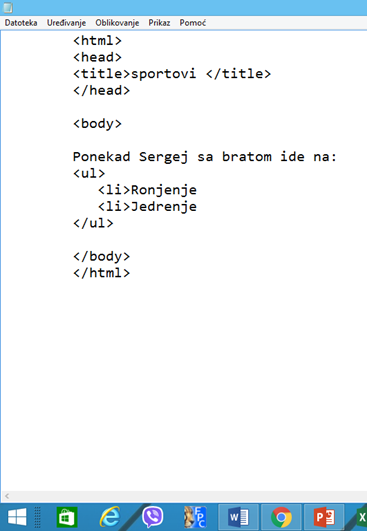 Datoteka Uređivanje Oblikovanje Prikaz Pomoć
<html>
<head>
<title>sportovi </title>
</head>
<body>
Ponekad Sergej sa bratom ide na:
<ul>
<li>Ronjenje
<li>Jedrenje
</ul>
</body>
</html>